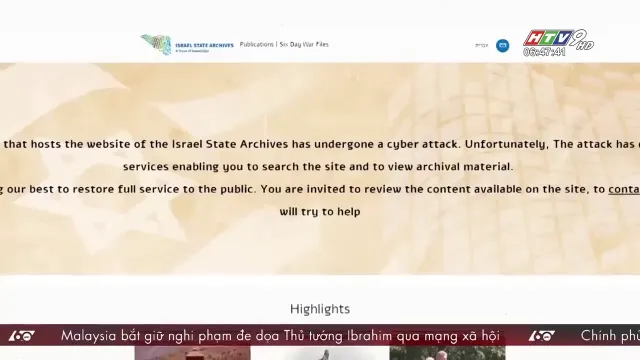 ISRAEL STATE ARCHIVES
Publications | Six Day War Files
עברית
HTV9 HD
06:47:41
that hosts the website of the Israel State Archives has undergone a cyber attack. Unfortunately, The attack has
services enabling you to search the site and to view archival material.
our best to restore full service to the public. You are invited to review the content available on the site, to conta
will try to help
Highlights
60 Malaysia bắt giữ nghi phạm đe dọa Thủ tướng Ibrahim qua mạng xã hội 60 Chính ph